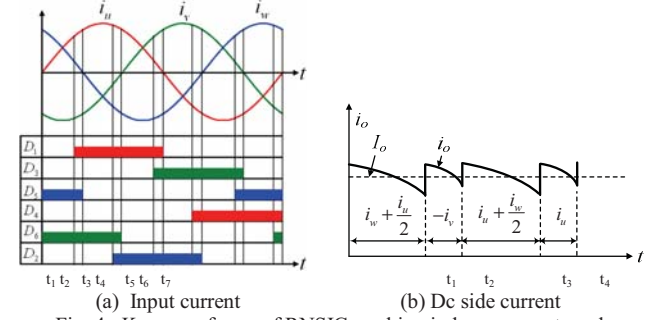 i_u i_v i_w
t
D_1
D_3
D_5
D_4
D_6
D_2
t
t_1 t_2 t_3 t_4 t_5 t_6 t_7
(a) Input current
i_o
I_o i_o
i_w + i_u/2 -i_v i_u + i_w/2 i_u
t
t_1 t_2 t_3 t_4
(b) Dc side current